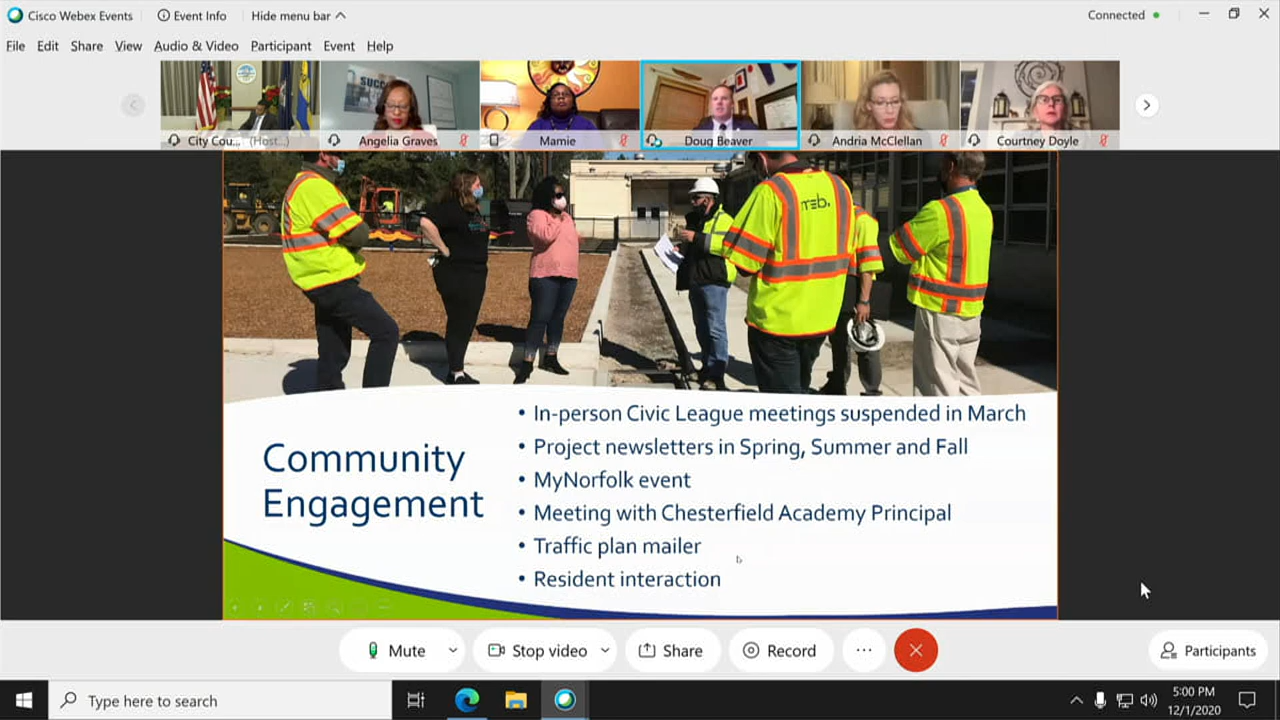 Cisco Webex Events
Event Info
Hide menu bar
Connected
File Edit Share View Audio & Video Participant Event Help
SUCC
City Cou... (Host...)
Angelia Graves
Mamie
Doug Beaver
Andria McClellan
Courtney Doyle
Community
Engagement
• In-person Civic League meetings suspended in March
• Project newsletters in Spring, Summer and Fall
• MyNorfolk event
• Meeting with Chesterfield Academy Principal
• Traffic plan mailer
• Resident interaction
Mute
Stop video
Share
Record
Participants
Type here to search
5:00 PM
12/1/2020